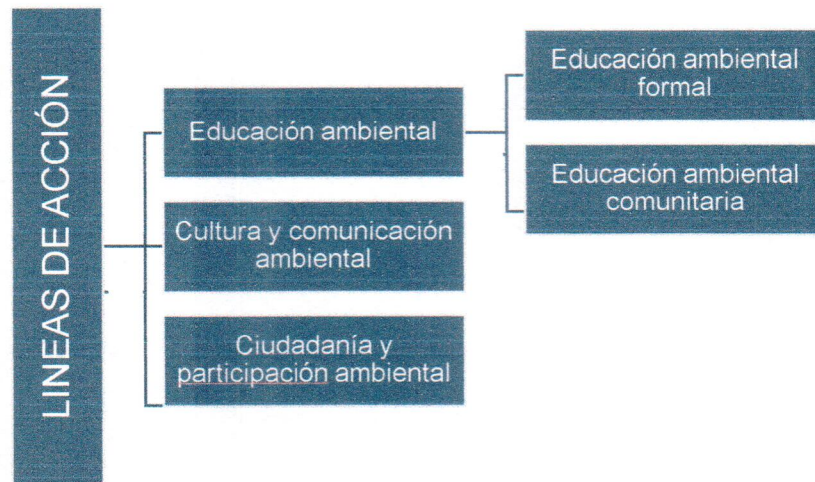 LINEAS DE ACCIÓN
Educación ambiental
Cultura y comunicación
ambiental
Ciudadanía y
participación ambiental
Educación ambiental
formal
Educación ambiental
comunitaria